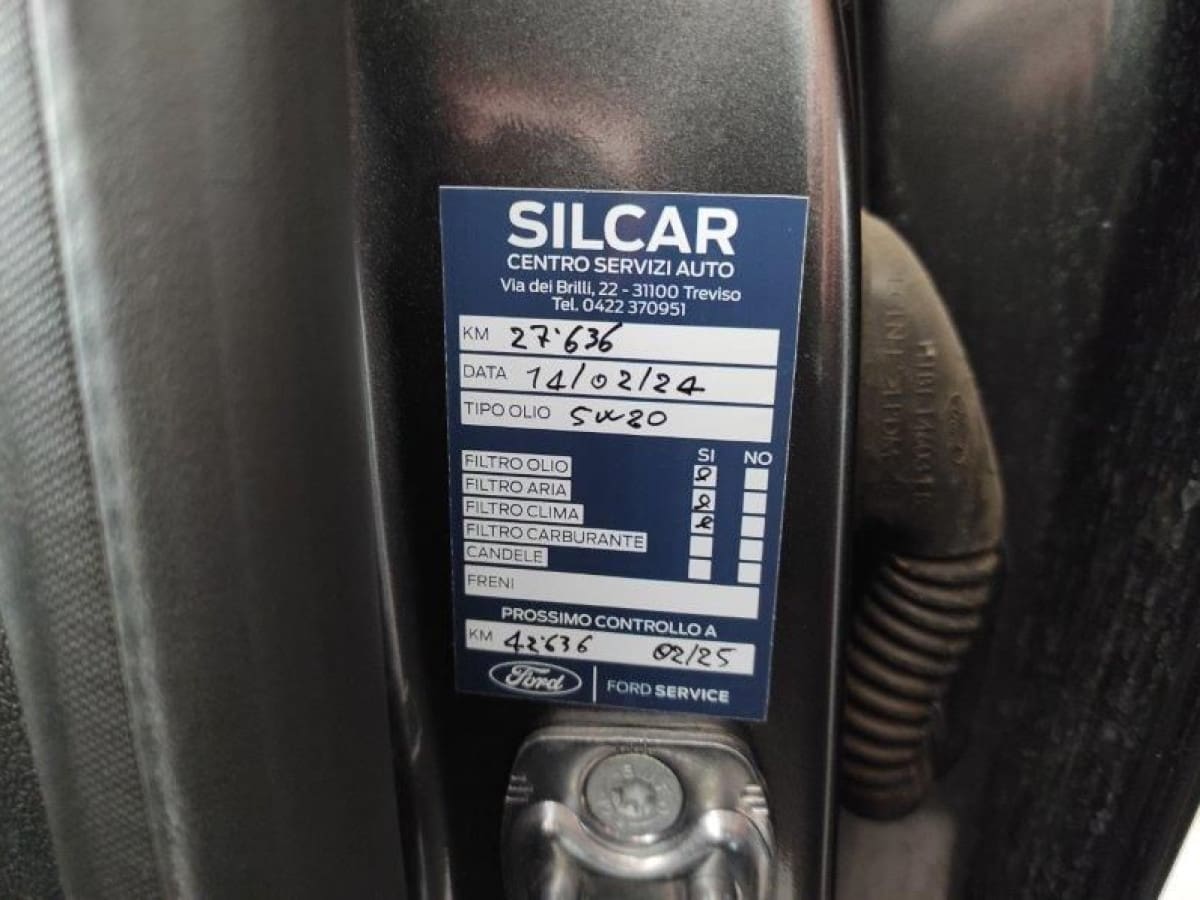 SILCAR
CENTRO SERVIZI AUTO
Via dei Brilli, 22 - 31100 Treviso
Tel. 0422 370951
KM 27'636
DATA 14/02/24
TIPO OLIO 5w20
SI NO
FILTRO OLIO
FILTRO ARIA
FILTRO CLIMA
FILTRO CARBURANTE
CANDELE
FRENI
PROSSIMO CONTROLLO A
KM 42'636 02/25
Ford FORD SERVICE